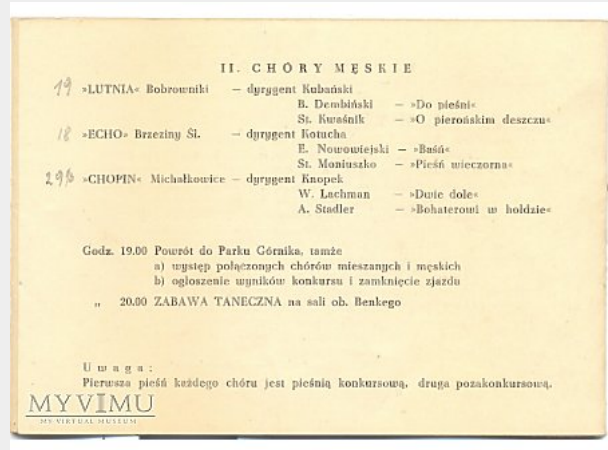 II. CHÓRY MĘSKIE
19 »LUTNIA« Bobrowniki — dyrygent Kubański
B. Dembiński — »Do pieśni«
St. Kwaśnik — »O pierońskim deszczu«
18 »ECHO» Brzeziny Śl. — dyrygent Kotucha
E. Nowowiejski — »Baśń«
St. Moniuszko — »Pieśń wieczorna«
»CHOPIN« Michałkowice — dyrygent Knopek
W. Lachman — »Dwie dole«
A. Stadler — »Bohaterowi w hołdzie«
Godz. 19.00 Powrót do Parku Górnika, tamże
a) występ połączonych chórów mieszanych i męskich
b) ogłoszenie wyników konkursu i zamknięcie zjazdu
„ 20.00 ZABAWA TANECZNA na sali ob. Benkego
Uwaga:
Pierwsza pieśń każdego chóru jest pieśnią konkursową, druga pozakonkursową.
MYVIMU
MY VIRTUAL MUSEUM